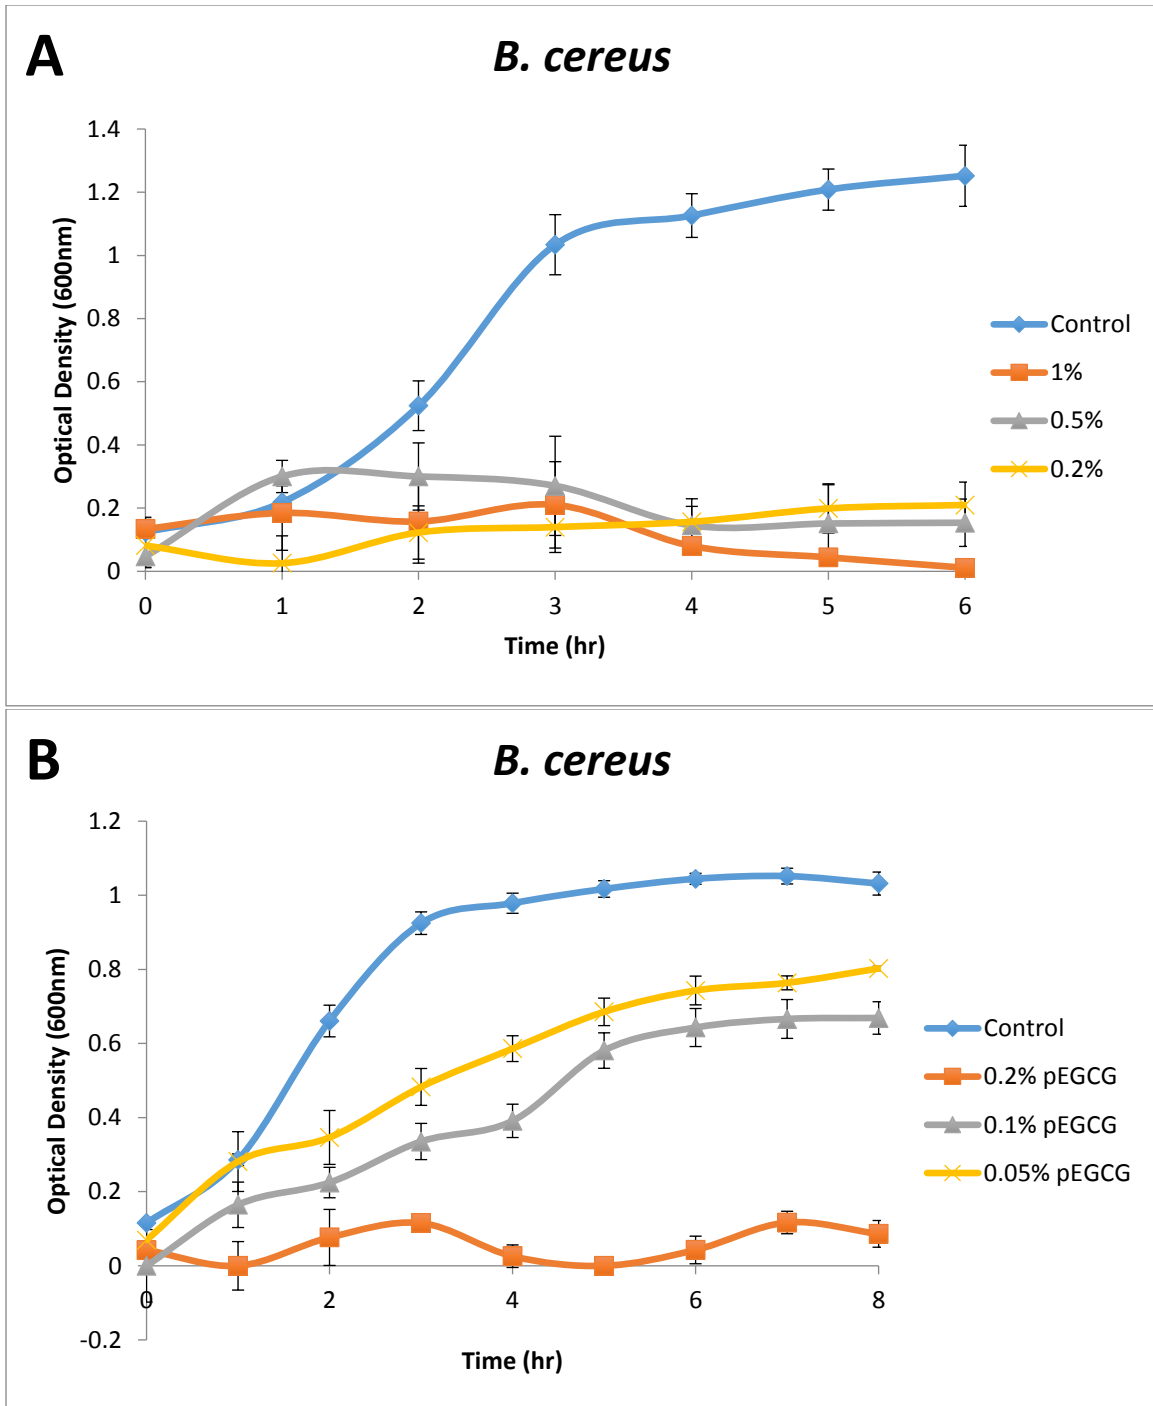 A
B. cereus
1.4
1.2
1
0.8
0.6
0.4
0.2
0
Optical Density (600nm)
0 1 2 3 4 5 6
Time (hr)
Control
1%
0.5%
0.2%
B
B. cereus
1.2
1
0.8
0.6
0.4
0.2
0
-0.2
Optical Density (600nm)
0 2 4 6 8
Time (hr)
Control
0.2% pEGCG
0.1% pEGCG
0.05% pEGCG